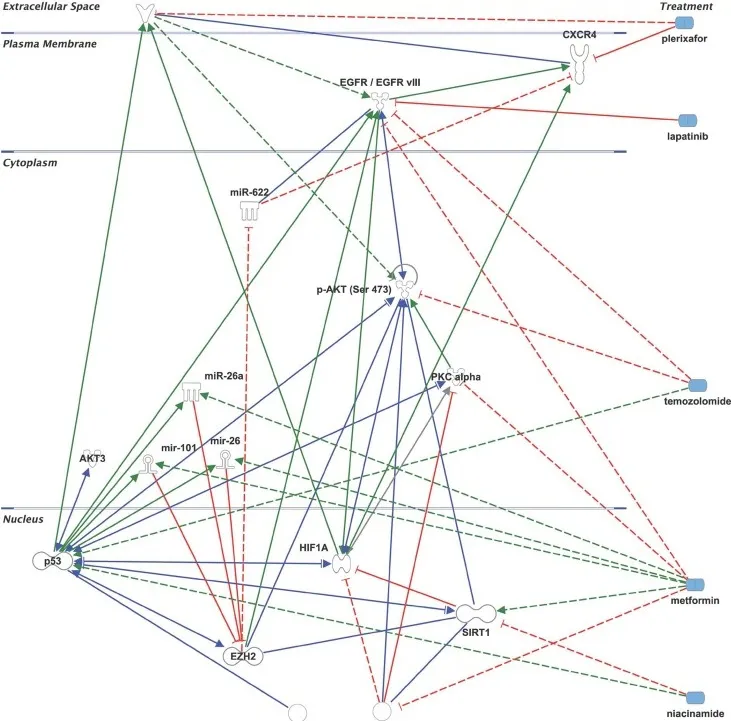 Extracellular Space
Treatment
plerixafor
Plasma Membrane
CXCR4
EGFR / EGFR vIII
lapatinib
Cytoplasm
miR-622
p-AKT (Ser 473)
miR-26a
PKC alpha
temozolomide
mir-101
mir-26
AKT3
Nucleus
HIF1A
p53
metformin
SIRT1
EZH2
niacinamide